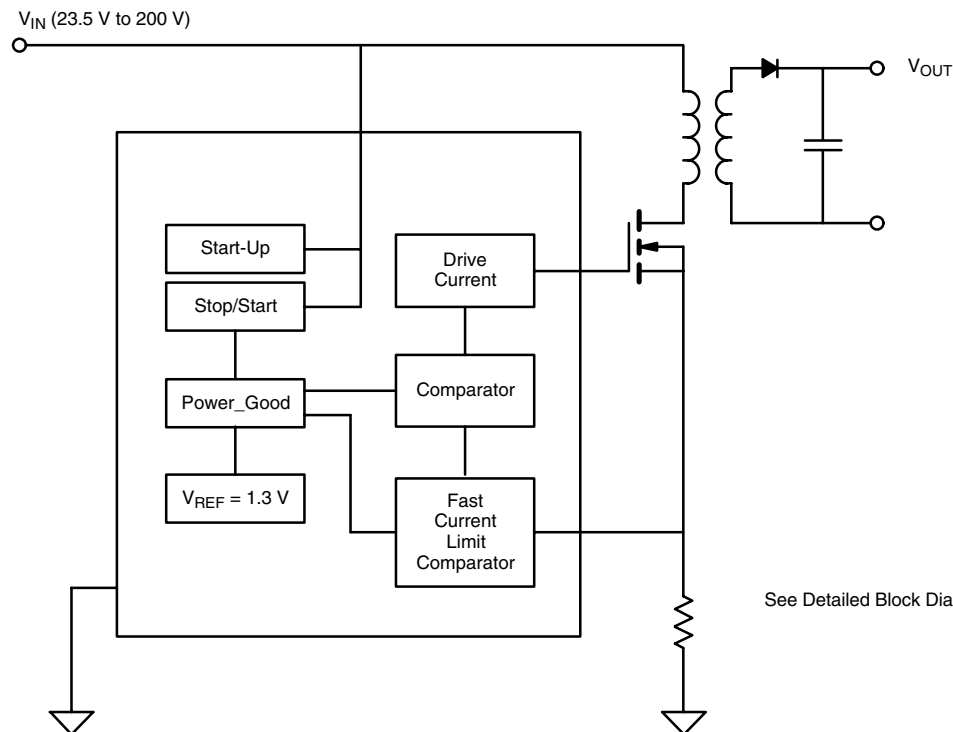 V_IN (23.5 V to 200 V)
V_OUT
Start-Up
Stop/Start
Power_Good
V_REF = 1.3 V
Drive
Current
Comparator
Fast
Current
Limit
Comparator
See Detailed Block Dia